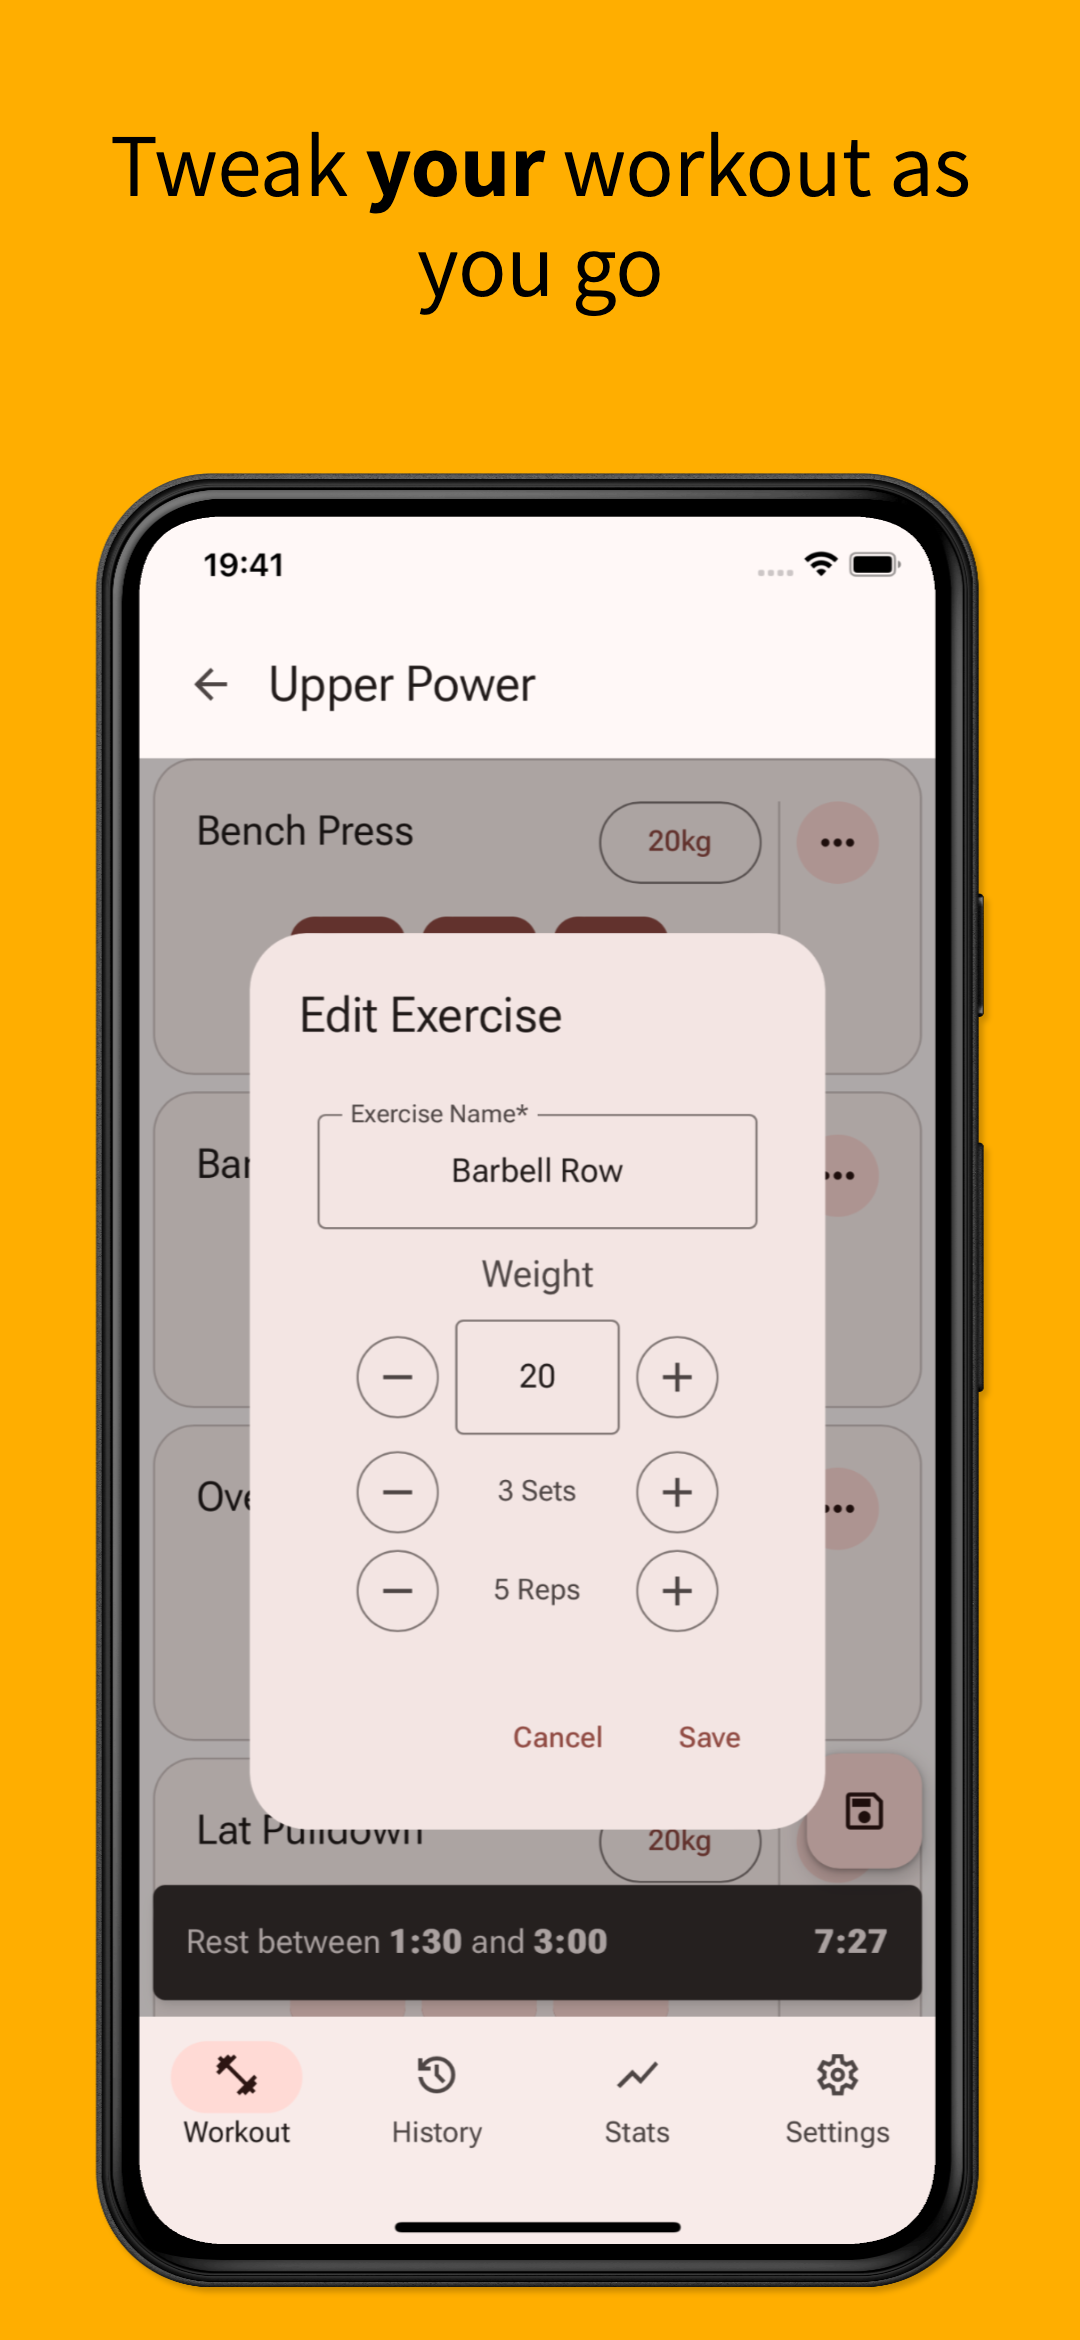 Tweak your workout as
you go
19:41
Upper Power
Bench Press
20kg
Edit Exercise
Exercise Name*
Barbell Row
Weight
20
3 Sets
5 Reps
Cancel
Save
Lat Pulldown
20kg
Rest between 1:30 and 3:00
7:27
Workout
History
Stats
Settings